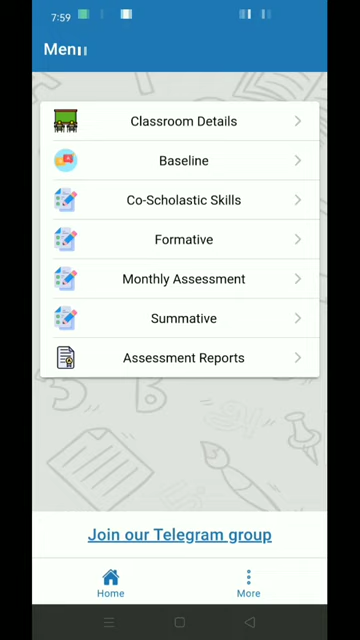 7:59
Menu
Classroom Details
Baseline
Co-Scholastic Skills
Formative
Monthly Assessment
Summative
Assessment Reports
Join our Telegram group
Home
More